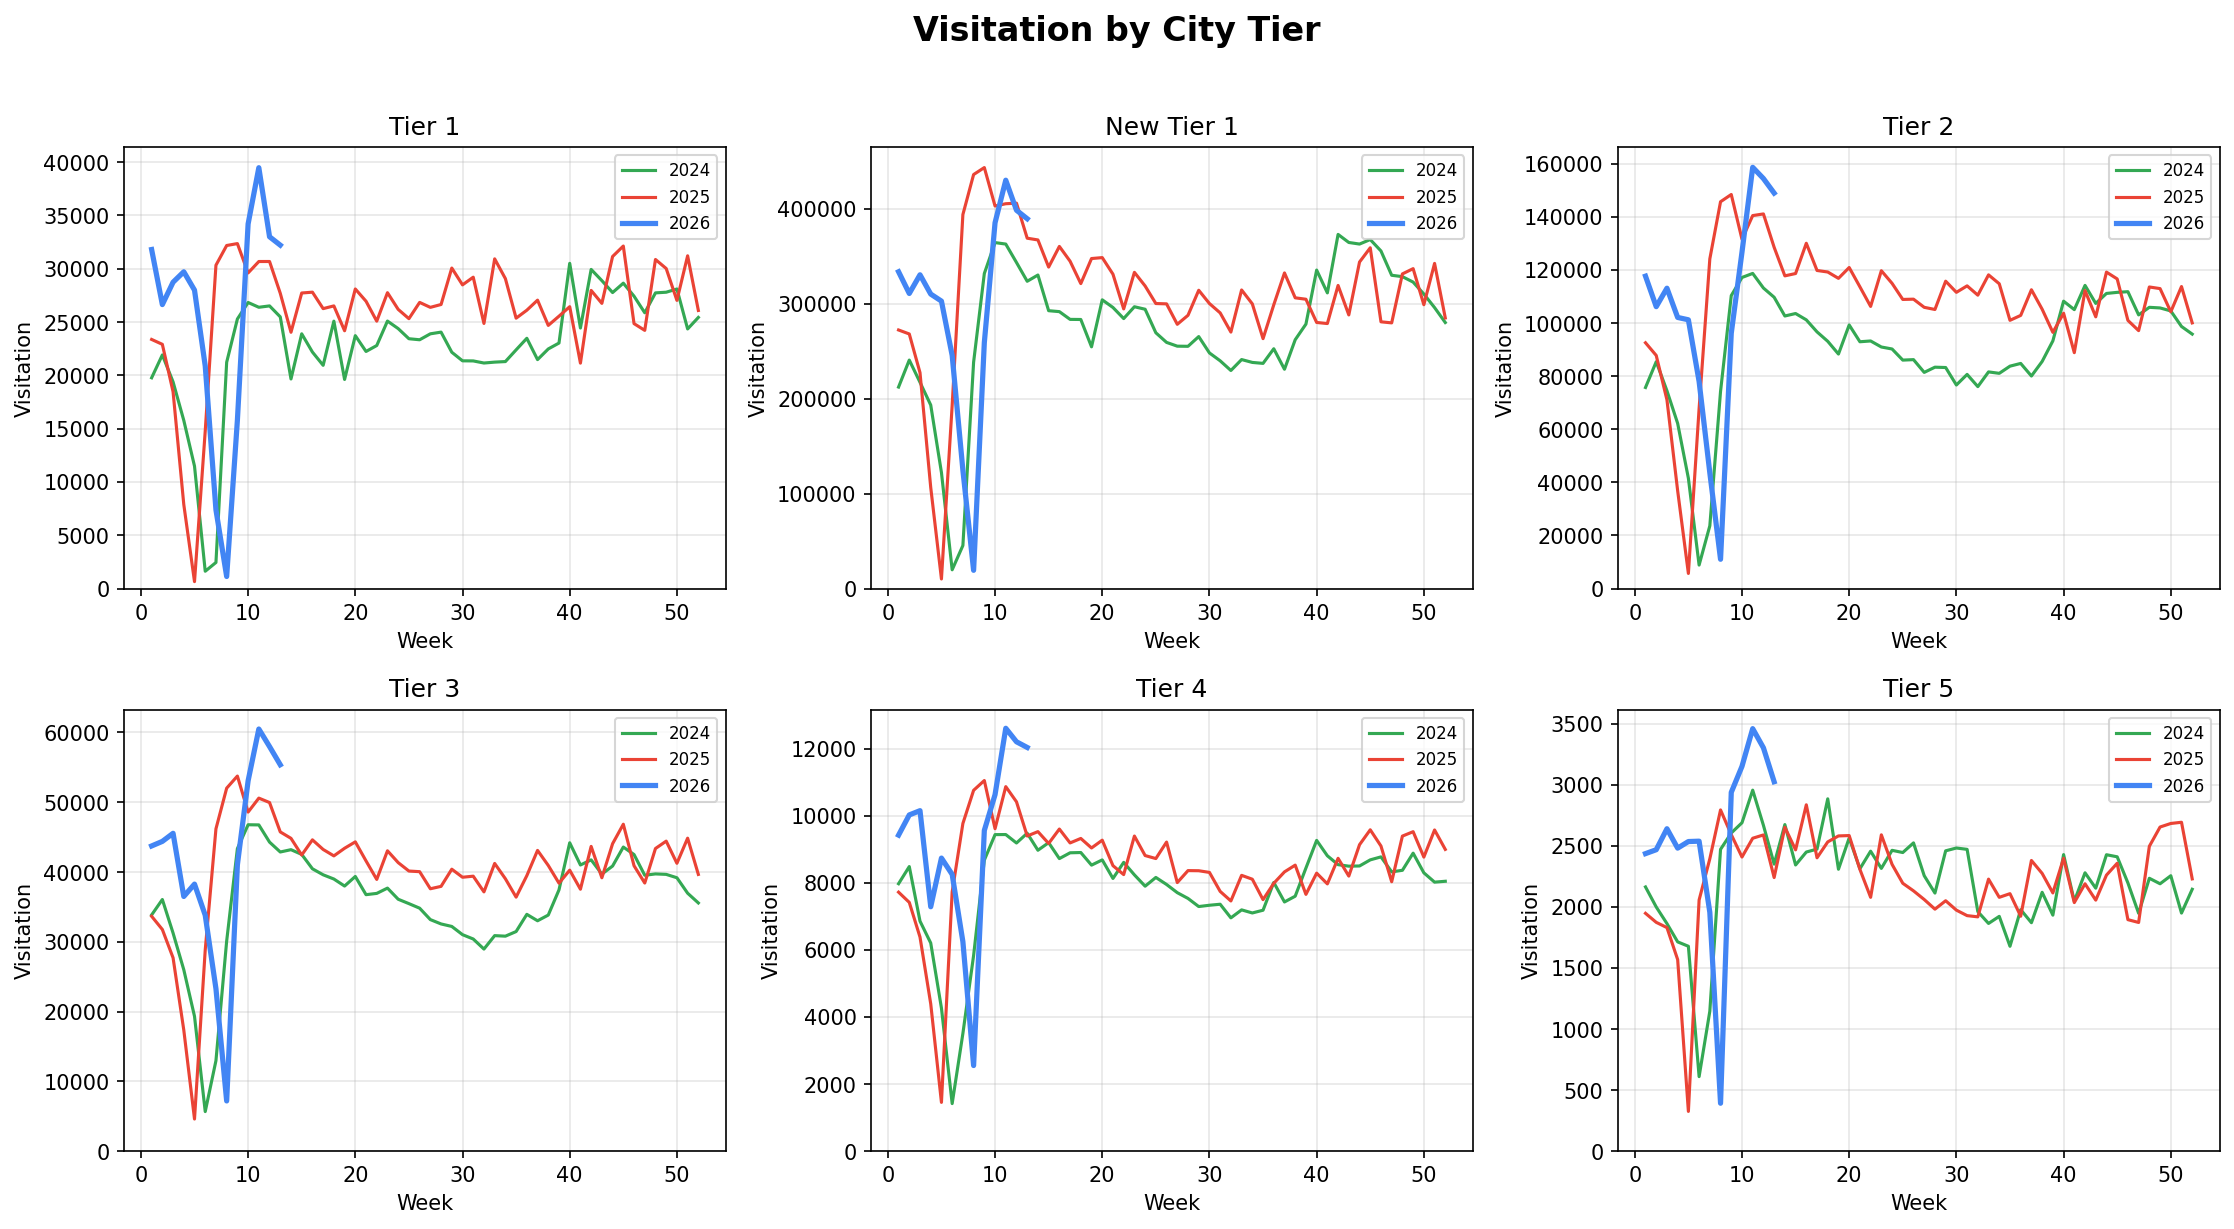 Visitation by City Tier
Tier 1
40000
35000
30000
25000
20000
15000
10000
5000
0
Visitation
0 10 20 30 40 50
Week
2024
2025
2026
New Tier 1
400000
300000
200000
100000
0
Visitation
0 10 20 30 40 50
Week
2024
2025
2026
Tier 2
160000
140000
120000
100000
80000
60000
40000
20000
0
Visitation
0 10 20 30 40 50
Week
2024
2025
2026
Tier 3
60000
50000
40000
30000
20000
10000
0
Visitation
0 10 20 30 40 50
Week
2024
2025
2026
Tier 4
12000
10000
8000
6000
4000
2000
0
Visitation
0 10 20 30 40 50
Week
2024
2025
2026
Tier 5
3500
3000
2500
2000
1500
1000
500
0
Visitation
0 10 20 30 40 50
Week
2024
2025
2026